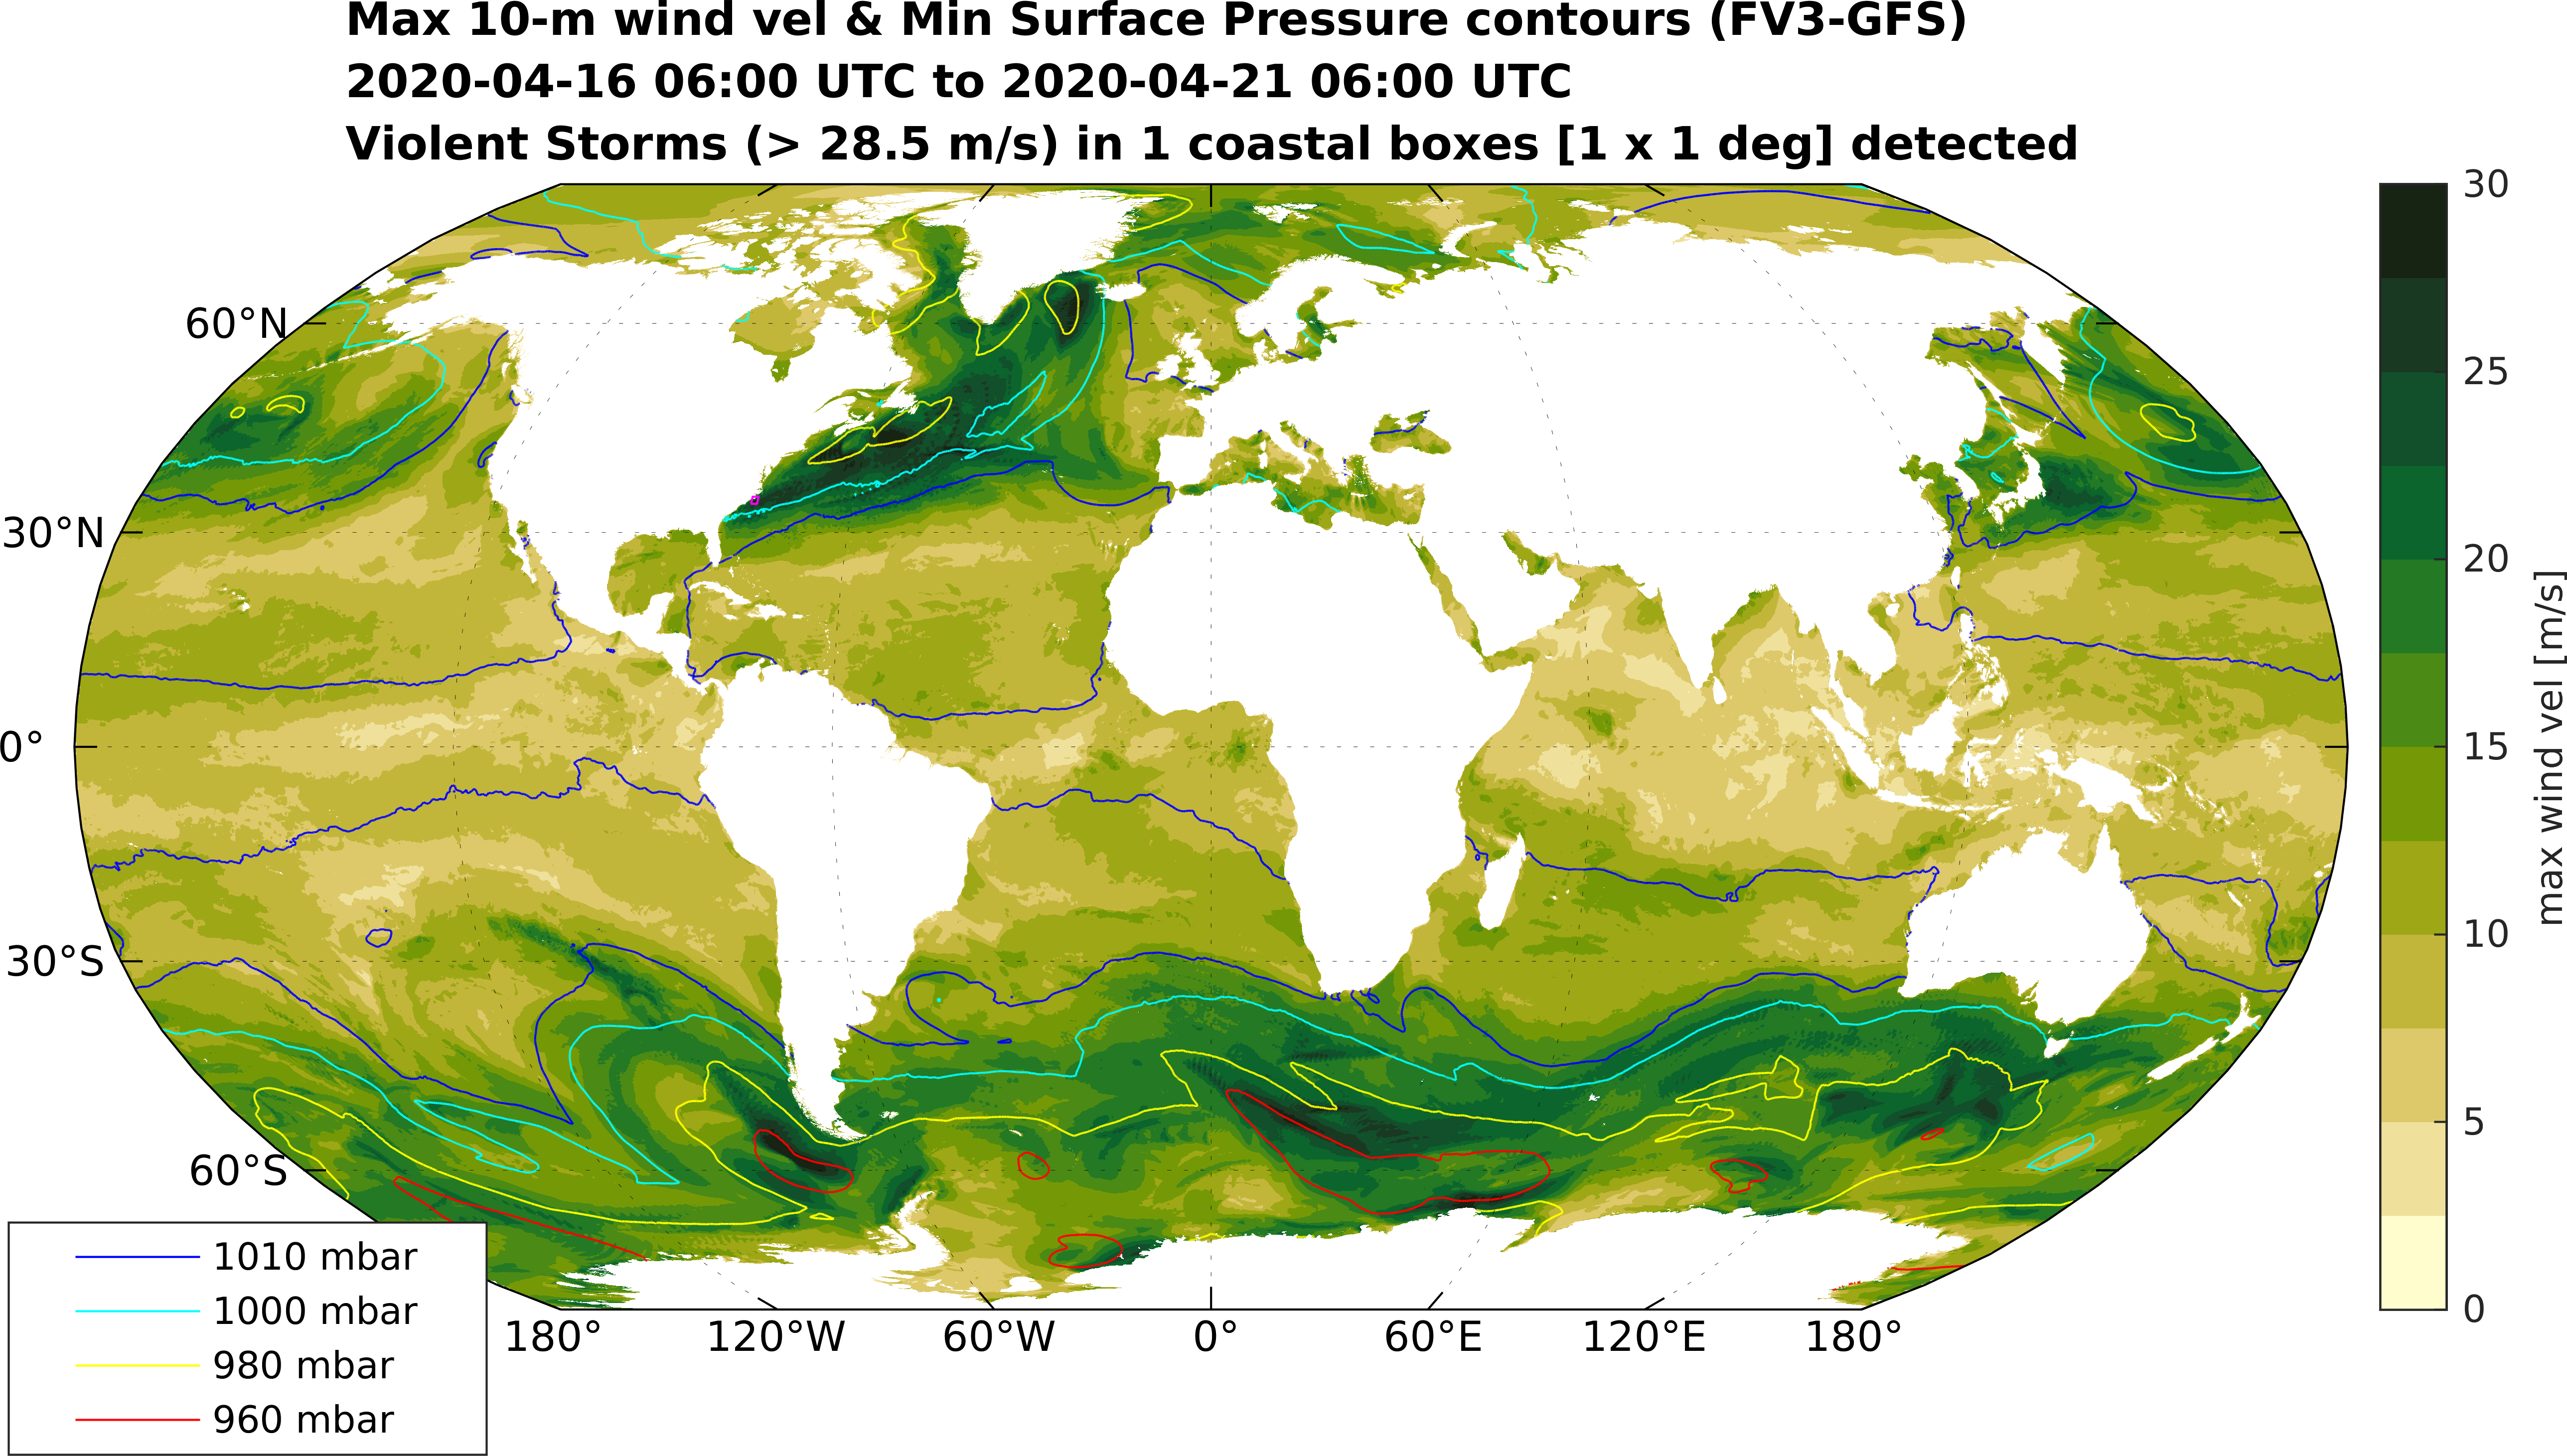 Max 10-m wind vel & Min Surface Pressure contours (FV3-GFS)
2020-04-16 06:00 UTC to 2020-04-21 06:00 UTC
Violent Storms (> 28.5 m/s) in 1 coastal boxes [1 x 1 deg] detected
60°N
30°N
0°
30°S
60°S
180°
120°W
60°W
0°
60°E
120°E
180°
1010 mbar
1000 mbar
980 mbar
960 mbar
30
25
20
15
10
5
0
max wind vel [m/s]